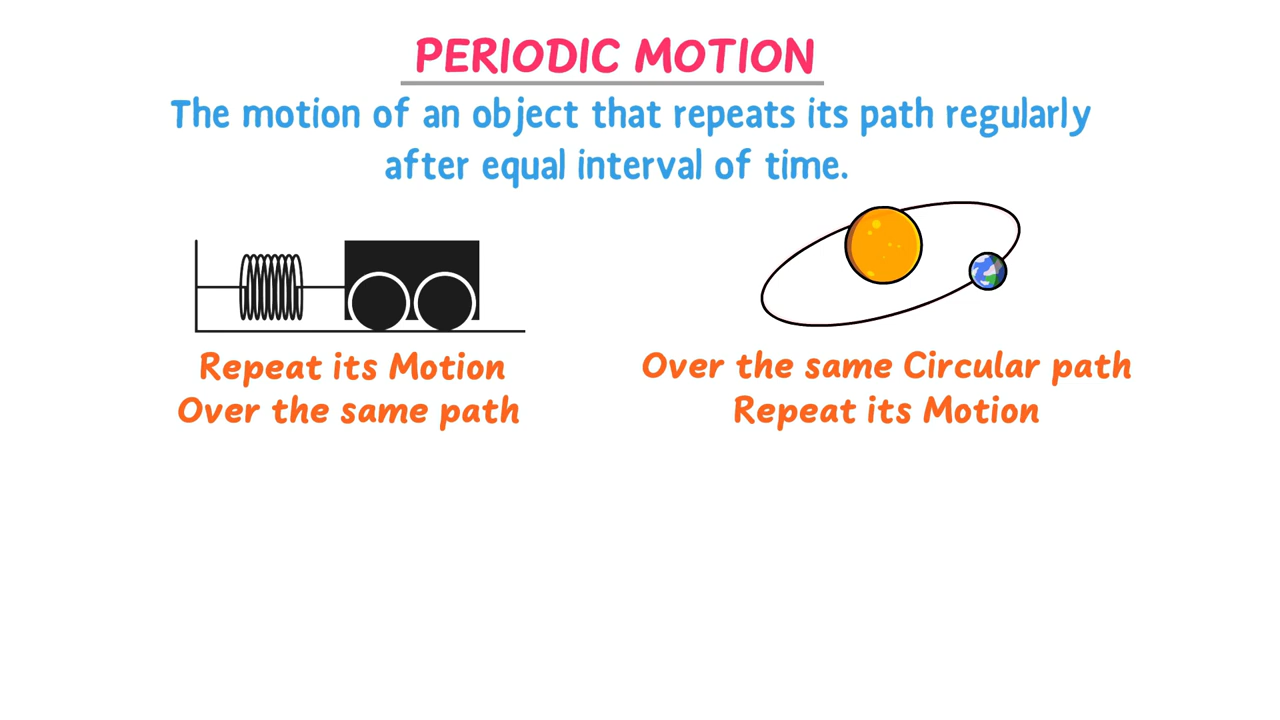 PERIODIC MOTION
The motion of an object that repeats its path regularly
after equal interval of time.
Repeat its Motion
Over the same path
Over the same Circular path
Repeat its Motion